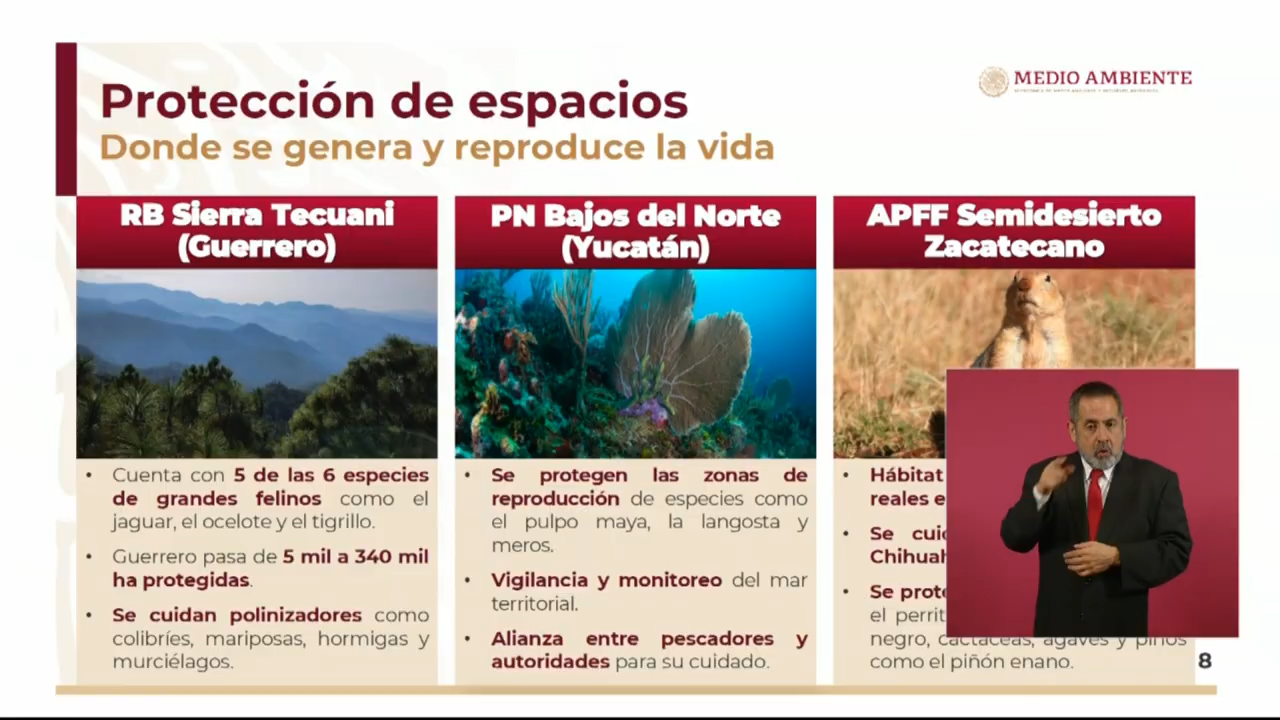 Protección de espacios
Donde se genera y reproduce la vida
MEDIO AMBIENTE
RB Sierra Tecuani
(Guerrero)
• Cuenta con 5 de las 6 especies
de grandes felinos como el
jaguar, el ocelote y el tigrillo.
• Guerrero pasa de 5 mil a 340 mil
ha protegidas.
• Se cuidan polinizadores como
colibríes, mariposas, hormigas y
murciélagos.
PN Bajos del Norte
(Yucatán)
• Se protegen las zonas de
reproducción de especies como
el pulpo maya, la langosta y
meros.
• Vigilancia y monitoreo del mar
territorial.
• Alianza entre pescadores y
autoridades para su cuidado.
APFF Semidesierto
Zacatecano
• Hábitat
reales
• Se
• Se
el
negro, cactáceas, agaves y piños
como el piñón enano.
8